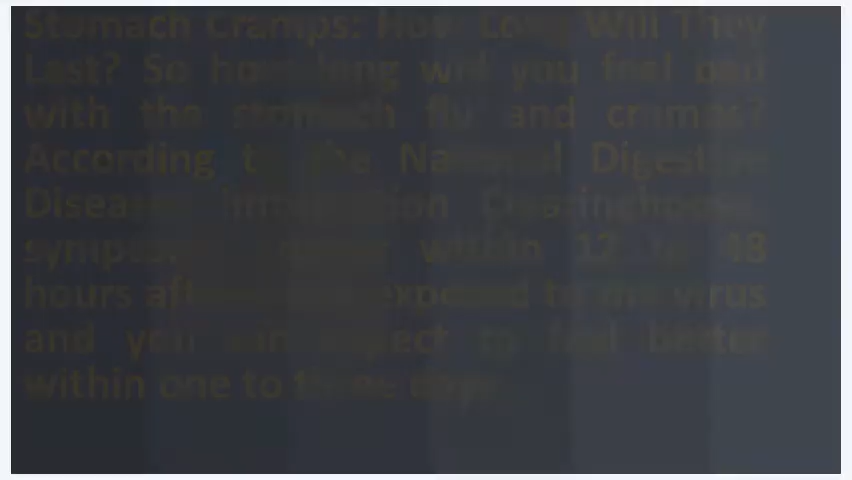 Stomach Cramps: How Long Will They
Last? So how long will you feel bad
with the stomach flu and cramps?
According to the National Digestive
Diseases Information Clearinghouse,
symptoms appear within 12 to 48
hours after exposed to the virus
and you can expect to feel better
within one to three days.